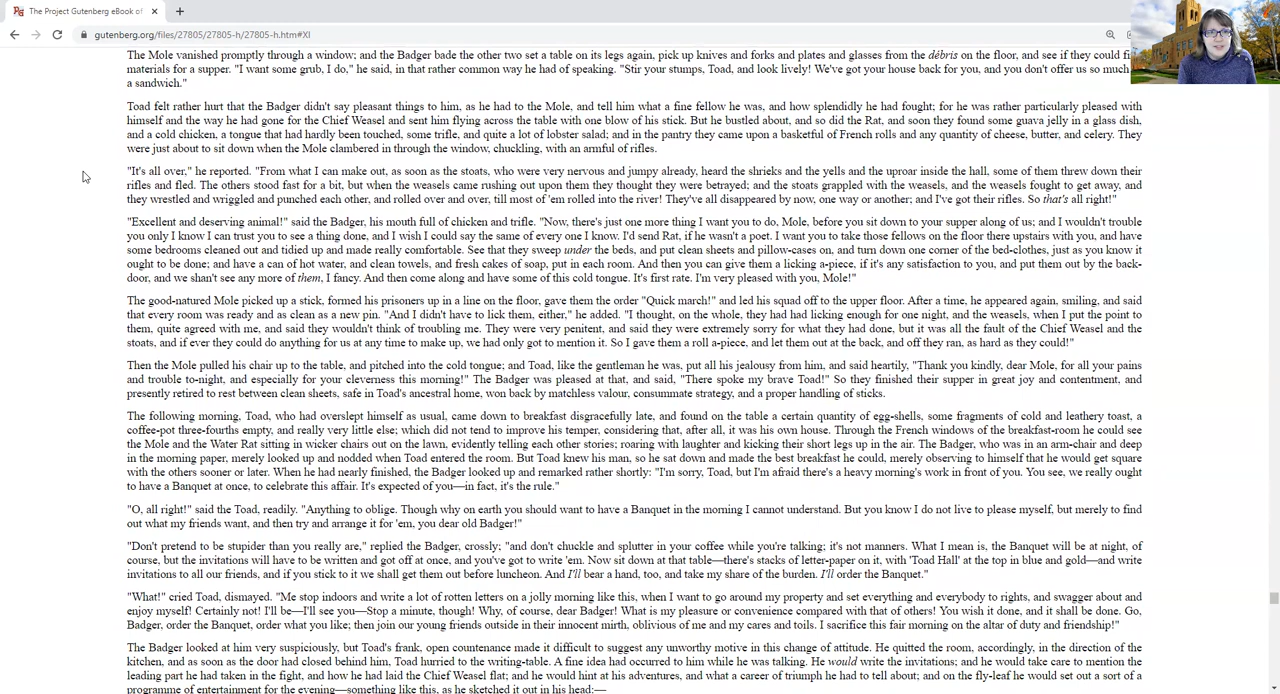 The Project Gutenberg eBook of
gutenberg.org/files/27805/27805-h/27805-h.htm#XI
The Mole vanished promptly through a window; and the Badger bade the other two set a table on its legs again, pick up knives and forks and plates and glasses from the débris on the floor, and see if they could
materials for a supper. "I want some grub, I do," he said, in that rather common way he had of speaking. "Stir your stumps, Toad, and look lively! We've got your house back for you, and you don't offer us so much
a sandwich."
Toad felt rather hurt that the Badger didn't say pleasant things to him, as he had to the Mole, and tell him what a fine fellow he was, and how splendidly he had fought; for he was rather particularly pleased with
himself and the way he had gone for the Chief Weasel and sent him flying across the table with one blow of his stick. But he bustled about, and so did the Rat, and soon they found some guava jelly in a glass dish,
and a cold chicken, a tongue that had hardly been touched, some trifle, and quite a lot of lobster salad; and in the pantry they came upon a basketful of French rolls and any quantity of cheese, butter, and celery. They
were just about to sit down when the Mole clambered in through the window, chuckling, with an armful of rifles.
"It's all over," he reported. "From what I can make out, as soon as the stoats, who were very nervous and jumpy already, heard the shrieks and the yells and the uproar inside the hall, some of them threw down their
rifles and fled. The others stood fast for a bit, but when the weasels came rushing out upon them they thought they were betrayed; and the stoats grappled with the weasels, and the weasels fought to get away, and
they wrestled and wriggled and punched each other, and rolled over and over, till most of 'em rolled into the river! They've all disappeared by now, one way or another; and I've got their rifles. So that's all right!"
"Excellent and deserving animal!" said the Badger, his mouth full of chicken and trifle. "Now, there's just one more thing I want you to do, Mole, before you sit down to your supper along of us; and I wouldn't trouble
you only I know I can trust you to see a thing done, and I wish I could say the same of every one I know. I'd send Rat, if he wasn't a poet. I want you to take those fellows on the floor there upstairs with you, and have
some bedrooms cleaned out and tidied up and made really comfortable. See that they sweep under the beds, and put clean sheets and pillow-cases on, and turn down one corner of the bed-clothes, just as you know it
ought to be done; and have a can of hot water, and clean towels, and fresh cakes of soap, put in each room. And then you can give them a licking a-piece, if it's any satisfaction to you, and put them out by the back-
door, and we shan't see any more of them, I fancy. And then come along and have some of this cold tongue. It's first rate. I'm very pleased with you, Mole!"
The good-natured Mole picked up a stick, formed his prisoners up in a line on the floor, gave them the order "Quick march!" and led his squad off to the upper floor. After a time, he appeared again, smiling, and said
that every room was ready and as clean as a new pin. "And I didn't have to lick them, either," he added. "I thought, on the whole, they had had licking enough for one night, and the weasels, when I put the point to
them, quite agreed with me, and said they wouldn't think of troubling me. They were very penitent, and said they were extremely sorry for what they had done, but it was all the fault of the Chief Weasel and the
stoats, and if ever they could do anything for us at any time to make up, we had only got to mention it. So I gave them a roll a-piece, and let them out at the back, and off they ran, as hard as they could!"
Then the Mole pulled his chair up to the table, and pitched into the cold tongue; and Toad, like the gentleman he was, put all his jealousy from him, and said heartily, "Thank you kindly, dear Mole, for all your pains
and trouble to-night, and especially for your cleverness this morning!" The Badger was pleased at that, and said, "There spoke my brave Toad!" So they finished their supper in great joy and contentment, and
presently retired to rest between clean sheets, safe in Toad's ancestral home, won back by matchless valour, consummate strategy, and a proper handling of sticks.
The following morning, Toad, who had overslept himself as usual, came down to breakfast disgracefully late, and found on the table a certain quantity of egg-shells, some fragments of cold and leathery toast, a
coffee-pot three-fourths empty, and really very little else; which did not tend to improve his temper, considering that, after all, it was his own house. Through the French windows of the breakfast-room he could see
the Mole and the Water Rat sitting in wicker chairs out on the lawn, evidently telling each other stories; roaring with laughter and kicking their short legs up in the air. The Badger, who was in an arm-chair and deep
in the morning paper, merely looked up and nodded when Toad entered the room. But Toad knew his man, so he sat down and made the best breakfast he could, merely observing to himself that he would get square
with the others sooner or later. When he had nearly finished, the Badger looked up and remarked rather shortly: "I'm sorry, Toad, but I'm afraid there's a heavy morning's work in front of you. You see, we really ought
to have a Banquet at once, to celebrate this affair. It's expected of you—in fact, it's the rule."
"O, all right!" said the Toad, readily. "Anything to oblige. Though why on earth you should want to have a Banquet in the morning I cannot understand. But you know I do not live to please myself, but merely to find
out what my friends want, and then try and arrange it for 'em, you dear old Badger!"
"Don't pretend to be stupider than you really are," replied the Badger, crossly; "and don't chuckle and splutter in your coffee while you're talking; it's not manners. What I mean is, the Banquet will be at night, of
course, but the invitations will have to be written and got off at once, and you've got to write 'em. Now sit down at that table—there's stacks of letter-paper on it, with 'Toad Hall' at the top in blue and gold—and write
invitations to all our friends, and if you stick to it we shall get them out before luncheon. And I'll bear a hand, too, and take my share of the burden. I'll order the Banquet."
"What!" cried Toad, dismayed. "Me stop indoors and write a lot of rotten letters on a jolly morning like this, when I want to go around my property and set everything and everybody to rights, and swagger about and
enjoy myself! Certainly not! I'll be—I'll see you—Stop a minute, though! Why, of course, dear Badger! What is my pleasure or convenience compared with that of others! You wish it done, and it shall be done. Go,
Badger, order the Banquet, order what you like; then join our young friends outside in their innocent mirth, oblivious of me and my cares and toils. I sacrifice this fair morning on the altar of duty and friendship!"
The Badger looked at him very suspiciously, but Toad's frank, open countenance made it difficult to suggest any unworthy motive in this change of attitude. He quitted the room, accordingly, in the direction of the
kitchen, and as soon as the door had closed behind him, Toad hurried to the writing-table. A fine idea had occurred to him while he was talking. He would write the invitations; and he would take care to mention the
leading part he had taken in the fight, and how he had laid the Chief Weasel flat; and he would hint at his adventures, and what a career of triumph he had to tell about; and on the fly-leaf he would set out a sort of a
programme of entertainment for the evening—something like this, as he sketched it out in his head:—